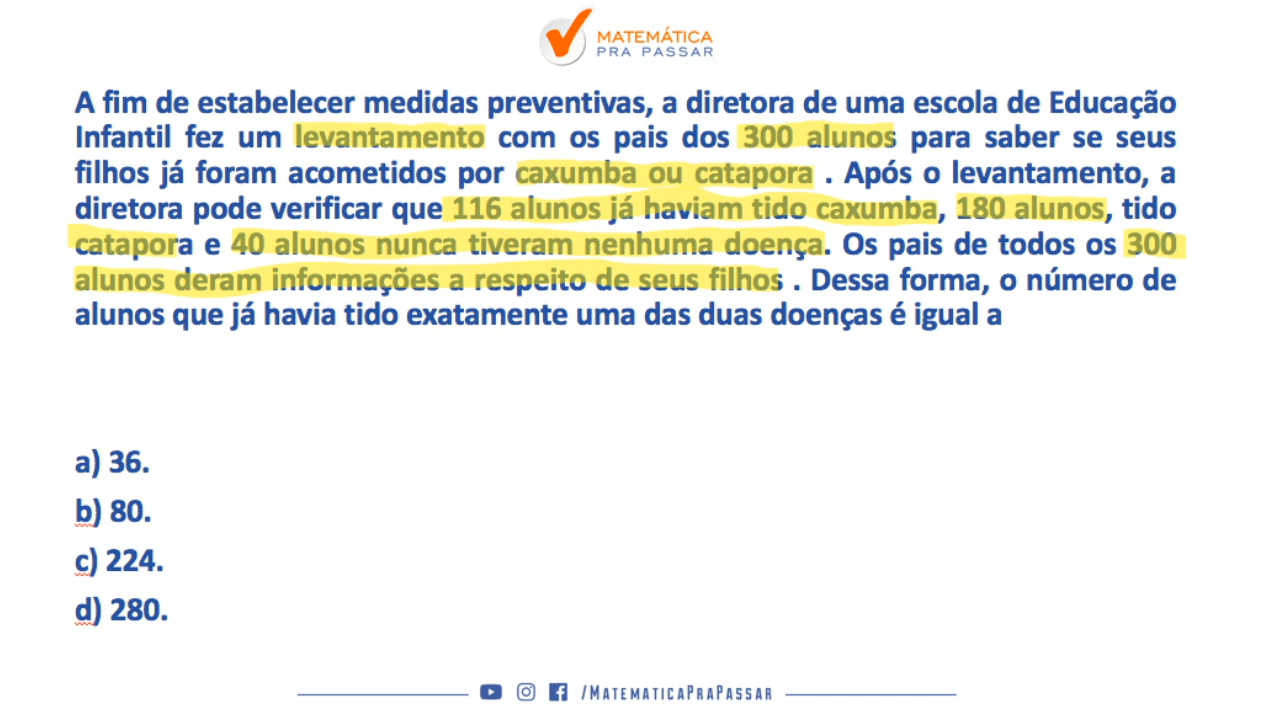 MATEMÁTICA
PRA PASSAR
A fim de estabelecer medidas preventivas, a diretora de uma escola de Educação
Infantil fez um levantamento com os pais dos 300 alunos para saber se seus
filhos já foram acometidos por caxumba ou catapora . Após o levantamento, a
diretora pode verificar que 116 alunos já haviam tido caxumba, 180 alunos, tido
catapora e 40 alunos nunca tiveram nenhuma doença. Os pais de todos os 300
alunos deram informações a respeito de seus filhos . Dessa forma, o número de
alunos que já havia tido exatamente uma das duas doenças é igual a
a) 36.
b) 80.
c) 224.
d) 280.
/MATEMATICAPRAPASSAR